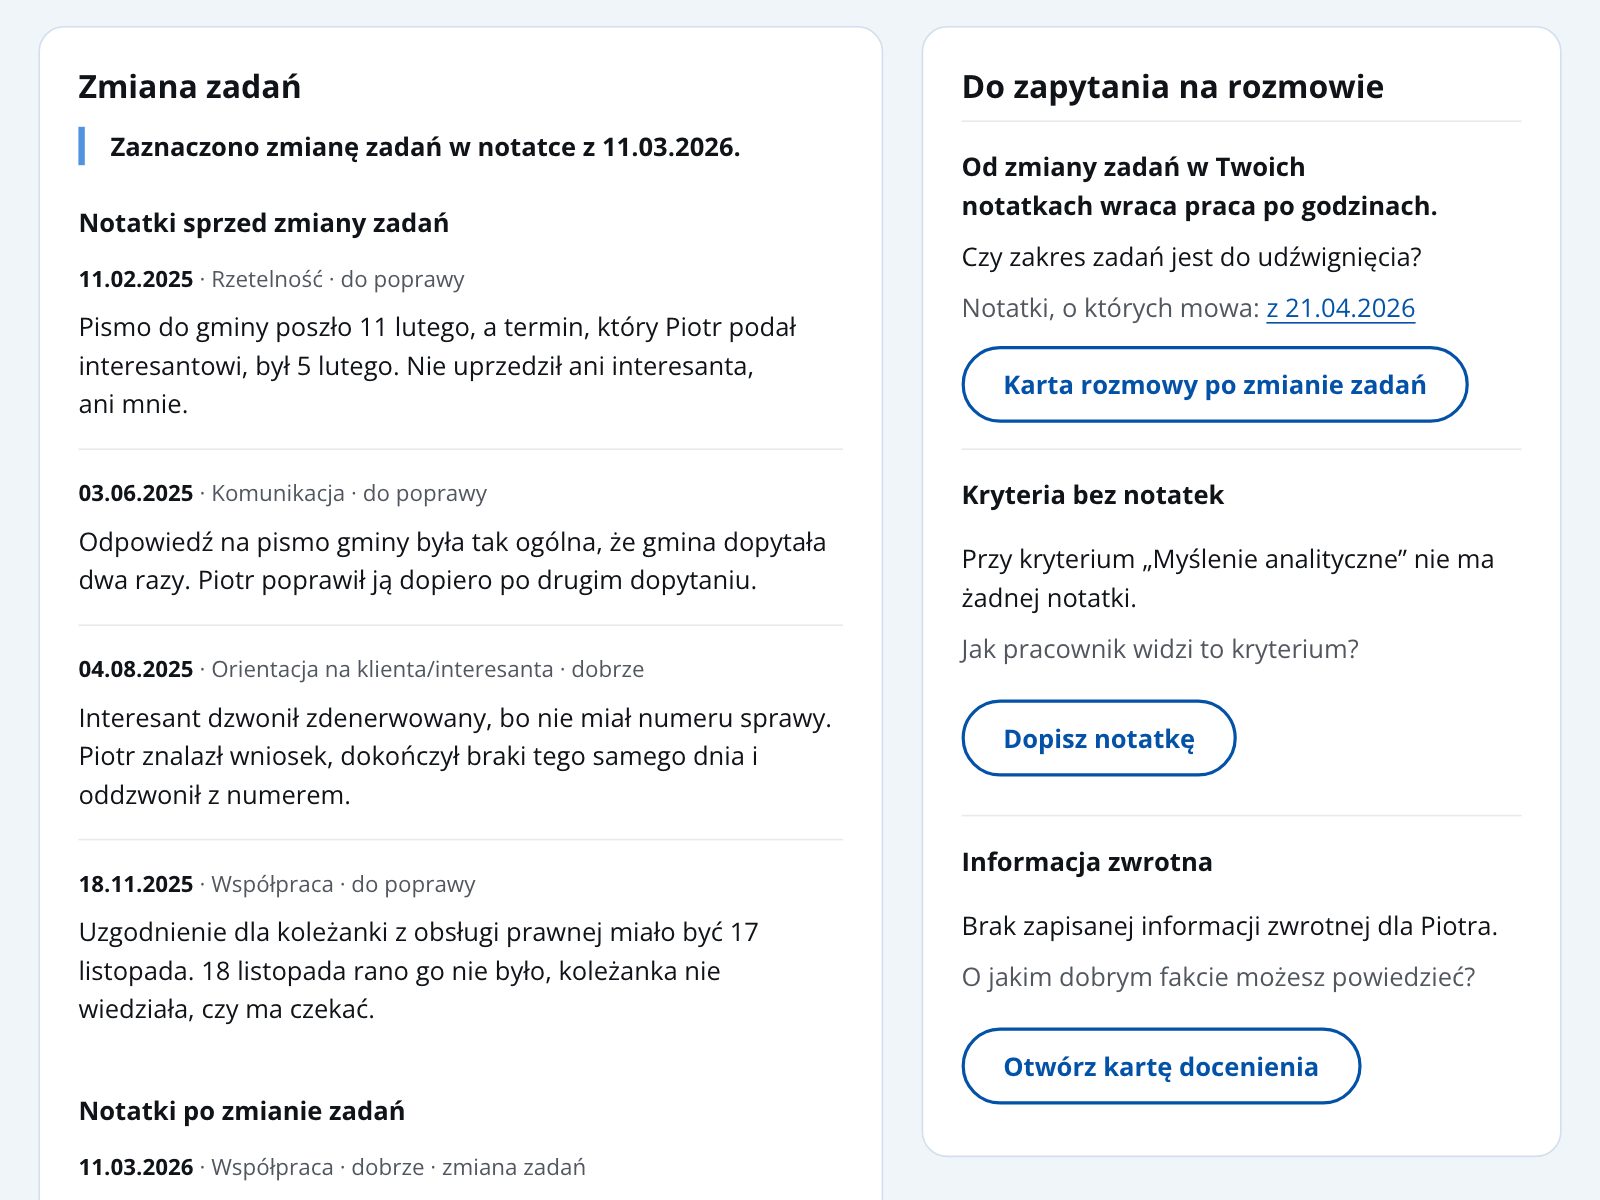 Zmiana zadań
Zaznaczono zmianę zadań w notatce z 11.03.2026.
Notatki sprzed zmiany zadań
11.02.2025 · Rzetelność · do poprawy
Pismo do gminy poszło 11 lutego, a termin, który Piotr podał
interesantowi, był 5 lutego. Nie uprzedził ani interesanta,
ani mnie.
03.06.2025 · Komunikacja · do poprawy
Odpowiedź na pismo gminy była tak ogólna, że gmina dopytała
dwa razy. Piotr poprawił ją dopiero po drugim dopytaniu.
04.08.2025 · Orientacja na klienta/interesanta · dobrze
Interesant dzwonił zdenerwowany, bo nie miał numeru sprawy.
Piotr znalazł wniosek, dokończył braki tego samego dnia i
oddzwonił z numerem.
18.11.2025 · Współpraca · do poprawy
Uzgodnienie dla koleżanki z obsługi prawnej miało być 17
listopada. 18 listopada rano go nie było, koleżanka nie
wiedziała, czy ma czekać.
Notatki po zmianie zadań
11.03.2026 · Współpraca · dobrze · zmiana zadań
Do zapytania na rozmowie
Od zmiany zadań w Twoich
notatkach wraca praca po godzinach.
Czy zakres zadań jest do udźwignięcia?
Notatki, o których mowa: z 21.04.2026
Karta rozmowy po zmianie zadań
Kryteria bez notatek
Przy kryterium „Myślenie analityczne” nie ma
żadnej notatki.
Jak pracownik widzi to kryterium?
Dopisz notatkę
Informacja zwrotna
Brak zapisanej informacji zwrotnej dla Piotra.
O jakim dobrym fakcie możesz powiedzieć?
Otwórz kartę docenienia